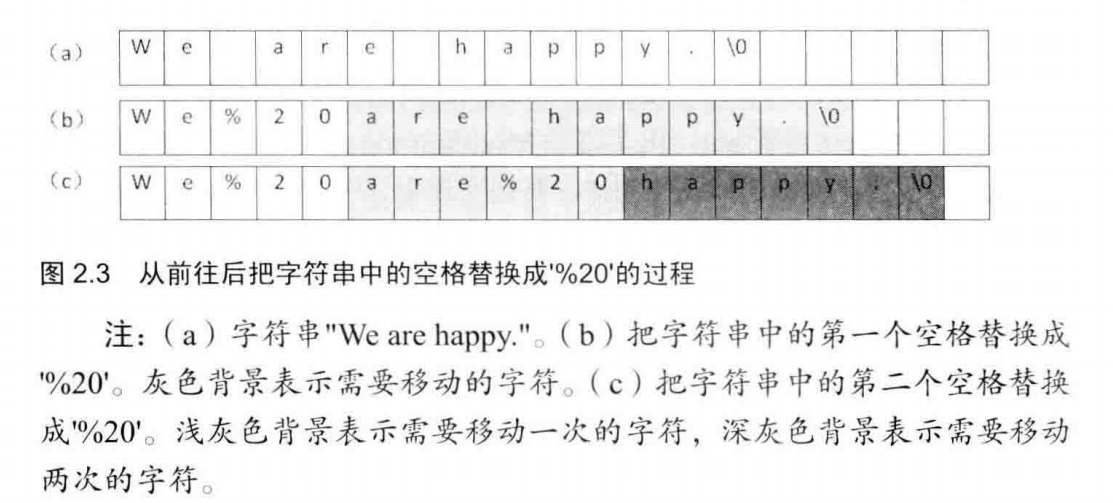 (a) W e a r e h a p p y . \0
(b) W e % 2 0 a r e h a p p y . \0
(c) W e % 2 0 a r e % 2 0 h a p p y . \0
图 2.3 从前往后把字符串中的空格替换成'%20'的过程
注:(a)字符串"We are happy."。(b)把字符串中的第一个空格替换成
'%20'。灰色背景表示需要移动的字符。(c)把字符串中的第二个空格替换
成'%20'。浅灰色背景表示需要移动一次的字符,深灰色背景表示需要移动
两次的字符。